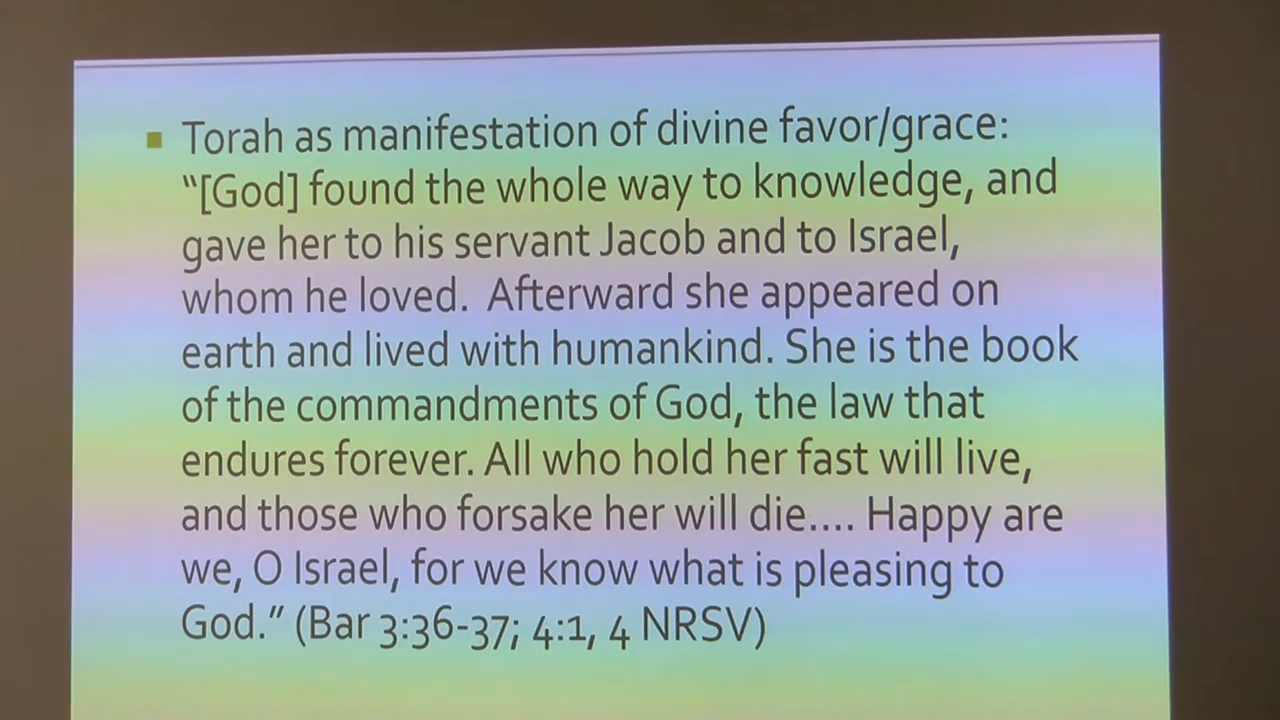 Torah as manifestation of divine favor/grace:
“[God] found the whole way to knowledge, and
gave her to his servant Jacob and to Israel,
whom he loved.  Afterward she appeared on
earth and lived with humankind. She is the book
of the commandments of God, the law that
endures forever. All who hold her fast will live,
and those who forsake her will die…. Happy are
we, O Israel, for we know what is pleasing to
God.” (Bar 3:36-37; 4:1, 4 NRSV)